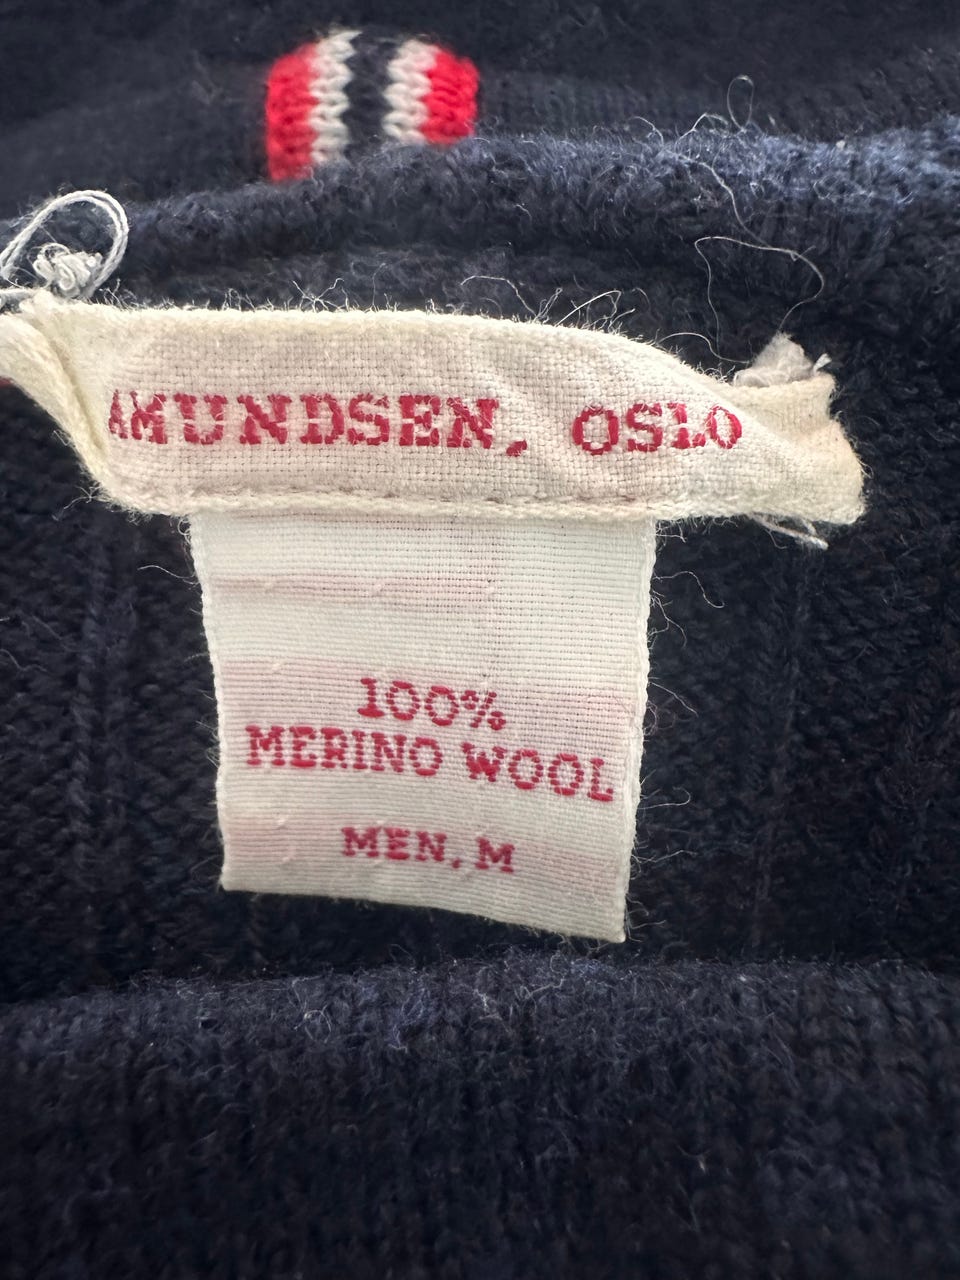 AMUNDSEN, OSLO
100%
MERINO WOOL
MEN, M